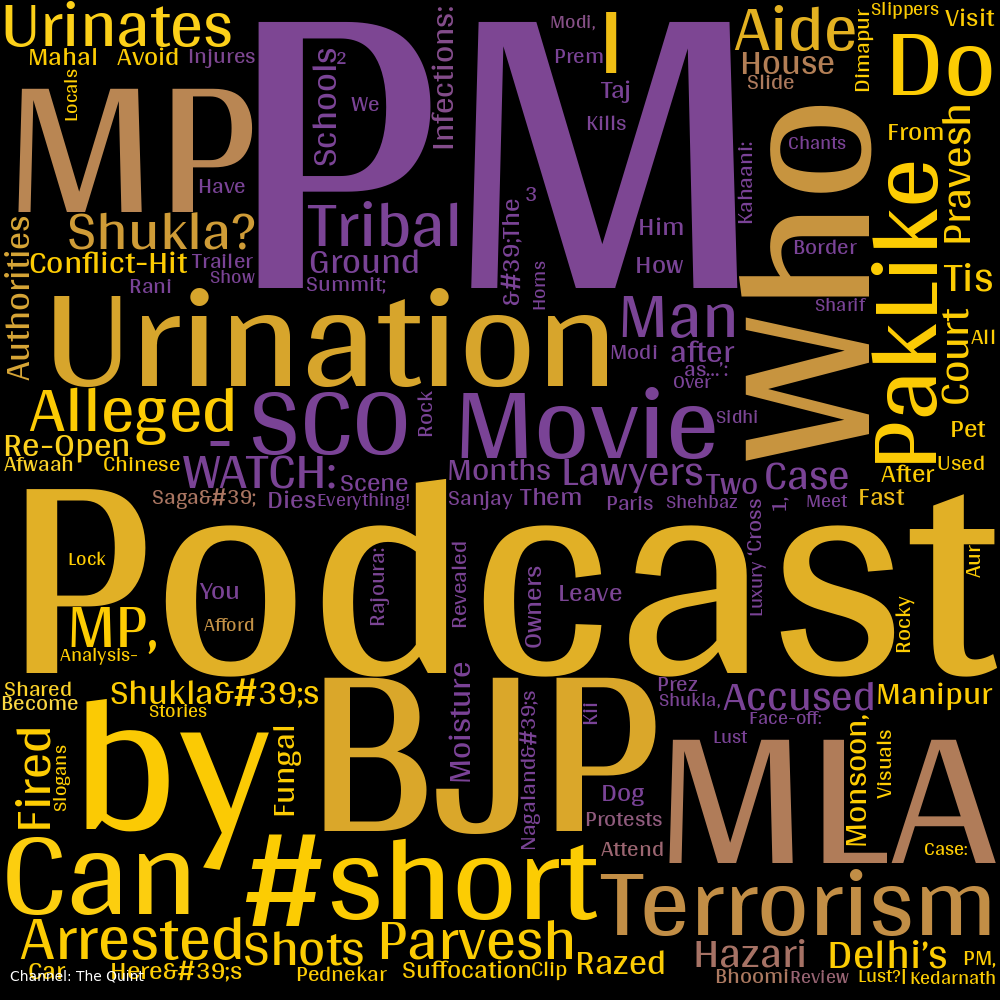 Urinates
Mahal
Avoid
Injures
Locals
MP
PM
Schools
2
We
Infections:
Modi,
Prem
I
Taj
Kills
Aide
House
Slide
Dimapur
Slippers
Visit
Do
Who
Chants
From
Pravesh
PakLike
Have
Shukla?
Authorities
Conflict-Hit
Trailer
Show
Rani
Tribal
Ground
Summit;
&#39;The
3
Homs
Him
How
Kahaani:
Border
Sharif
Tis
Court
All
Urination
Man
Modi
after
as...':
Over
Alleged
Re-Open
Afwaah
Chinese
–
SCO
Rock
Movie
Sidhi
Pet
Used
After
WATCH:
Scene
Months
Lawyers
Two
Case
Saga&#39;
Dies
Everything!
Sanjay
Them
Paris
Shehbaz
1,
Meet
Fast
Podcast
Luxury
'Cross
Lock
You
Afford
Rajoura:
Revealed
Owners
Leave
Aur
Rocky
MP,
Analysis-
Shared
Become
Shukla&#39;s
Stories
by
BJP
Moisture
Nagaland&#39;s
Kil
Prez
Shukla,
Accused
Manipur
Face-off:
Lust
Fired
Slogans
Fungal
Dog
Protests
Attend
MLA
Monsoon,
Visuals
Case:
Can
#short
Terrorism
Arrested
Shots
Parvesh
Hazari
Delhi’s
PM,
Car
Here&#39;s
Channel: The Quint
Pednekar
Suffocation
Clip
Razed
Bhoomi
Review
Lust?
I
Kedarnath